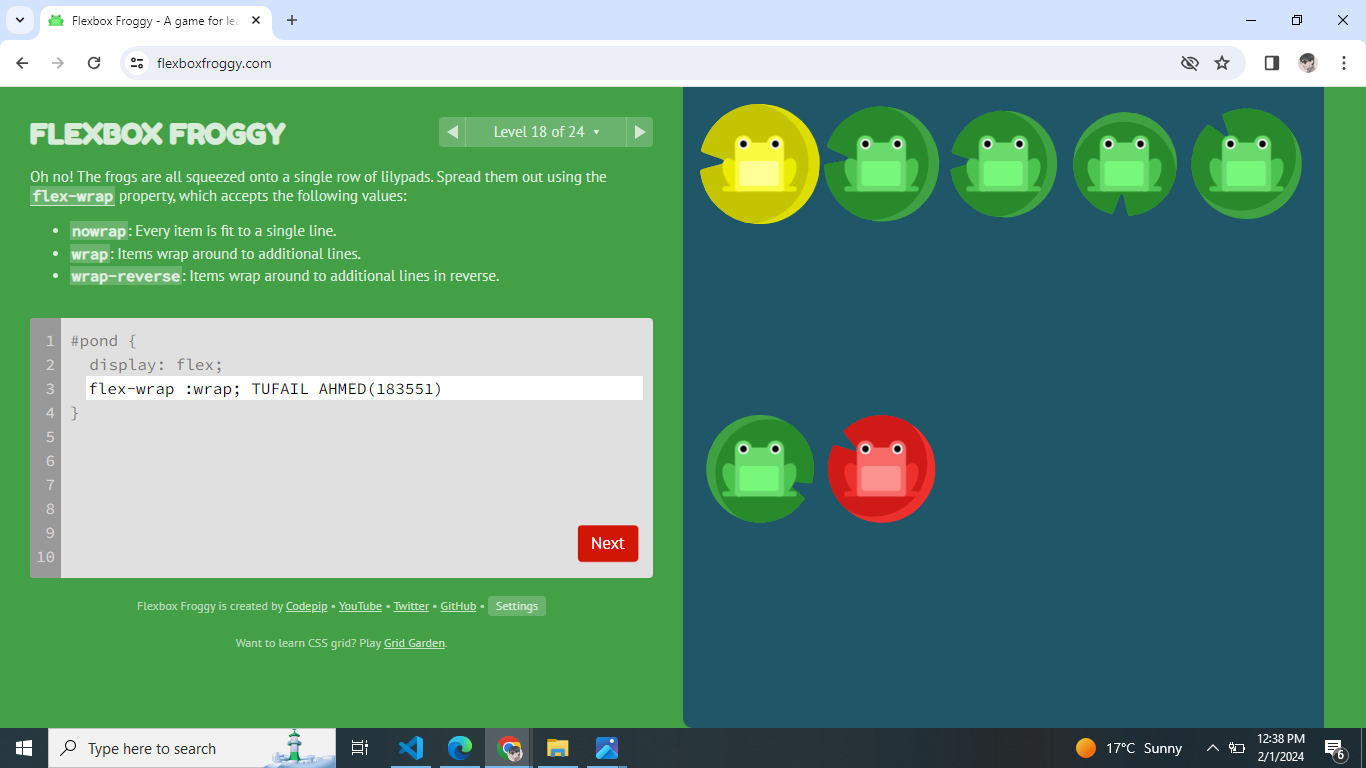 Flexbox Froggy - A game for lea
flexboxfroggy.com
FLEXBOX FROGGY
Level 18 of 24
Oh no! The frogs are all squeezed onto a single row of lilypads. Spread them out using the
flex-wrap property, which accepts the following values:
• nowrap: Every item is fit to a single line.
• wrap: Items wrap around to additional lines.
• wrap-reverse: Items wrap around to additional lines in reverse.
1 #pond {
2 display: flex;
3 flex-wrap :wrap; TUFAIL AHMED(183551)
4 }
5
6
7
8
9
10
Next
Flexbox Froggy is created by Codepip • YouTube • Twitter • GitHub • Settings
Want to learn CSS grid? Play Grid Garden.
Type here to search
17°C Sunny
12:38 PM
2/1/2024
6